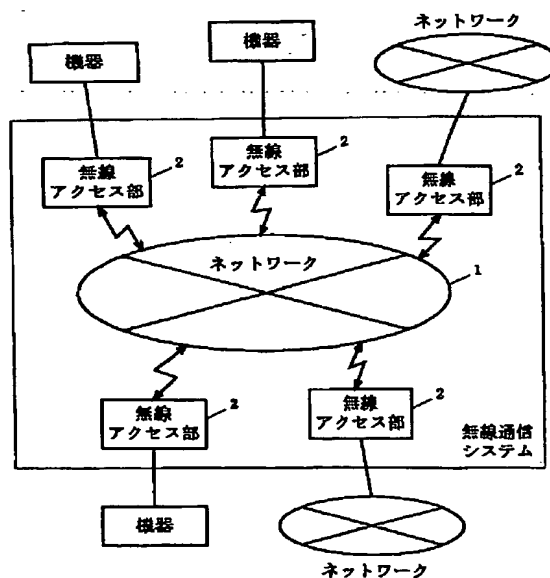 ネットワーク
機器
機器
無線
アクセス部
2
無線
アクセス部
2
無線
アクセス部
2
ネットワーク
1
無線
アクセス部
2
無線
アクセス部
2
無線通信
システム
機器
ネットワーク